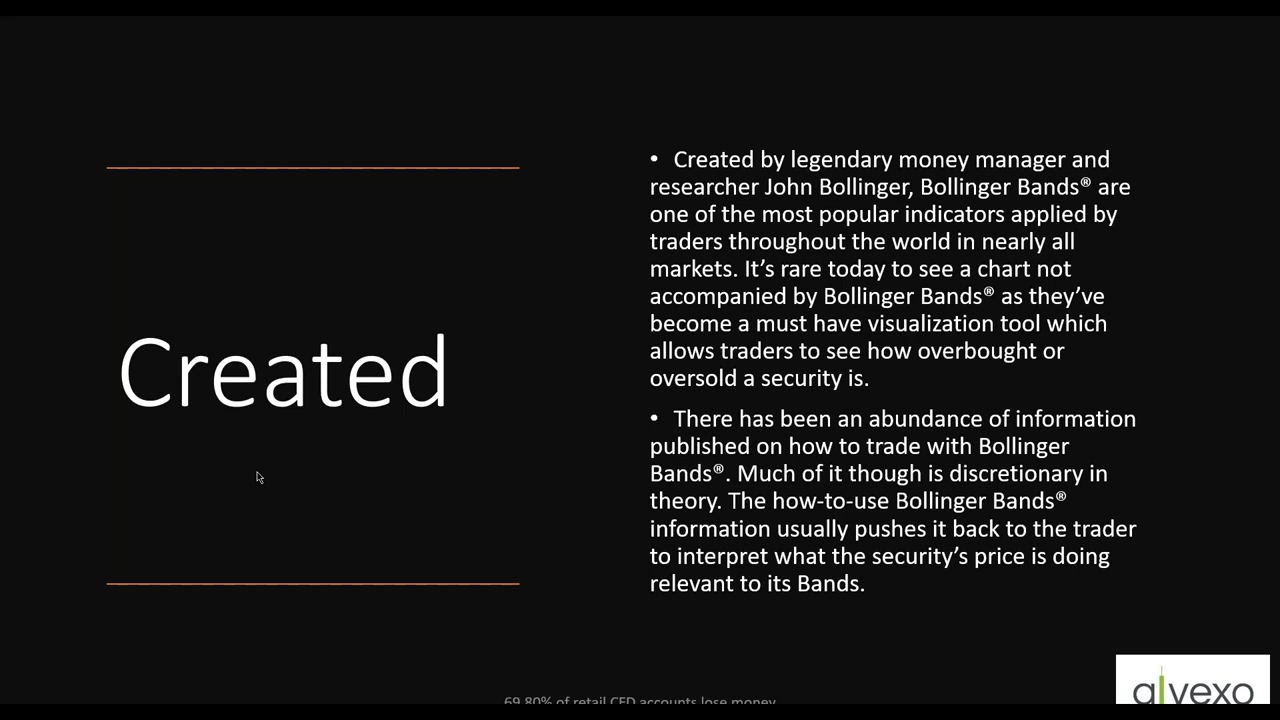 Created
• Created by legendary money manager and
researcher John Bollinger, Bollinger Bands® are
one of the most popular indicators applied by
traders throughout the world in nearly all
markets. It’s rare today to see a chart not
accompanied by Bollinger Bands® as they’ve
become a must have visualization tool which
allows traders to see how overbought or
oversold a security is.
• There has been an abundance of information
published on how to trade with Bollinger
Bands®. Much of it though is discretionary in
theory. The how-to-use Bollinger Bands®
information usually pushes it back to the trader
to interpret what the security’s price is doing
relevant to its Bands.
69.80% of retail CFD accounts lose money
alvexo